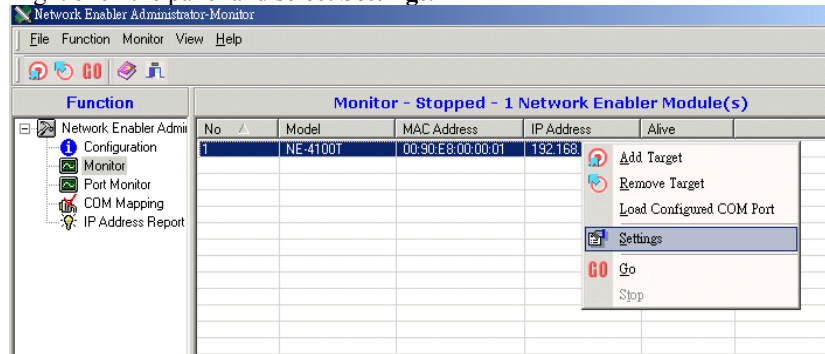 Network Enabler Administrator-Monitor
File Function Monitor View Help
GO
Function
Monitor - Stopped - 1 Network Enabler Module(s)
Network Enabler Admi
Configuration
Monitor
Port Monitor
COM Mapping
IP Address Report
No Model MAC Address IP Address Alive
1 NE-4100T 00:90:E8:00:00:01 192.168.
Add Target
Remove Target
Load Configured COM Port
Settings
GO Go
Stop